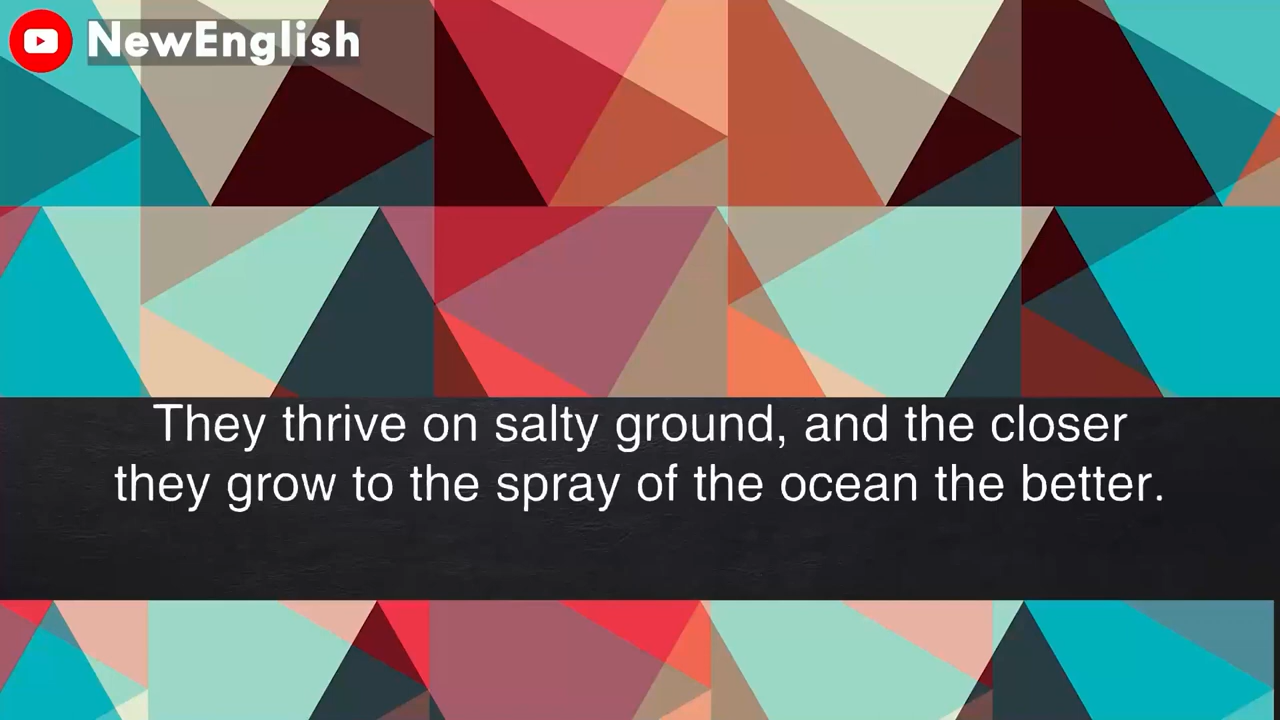 NewEnglish
They thrive on salty ground, and the closer
they grow to the spray of the ocean the better.